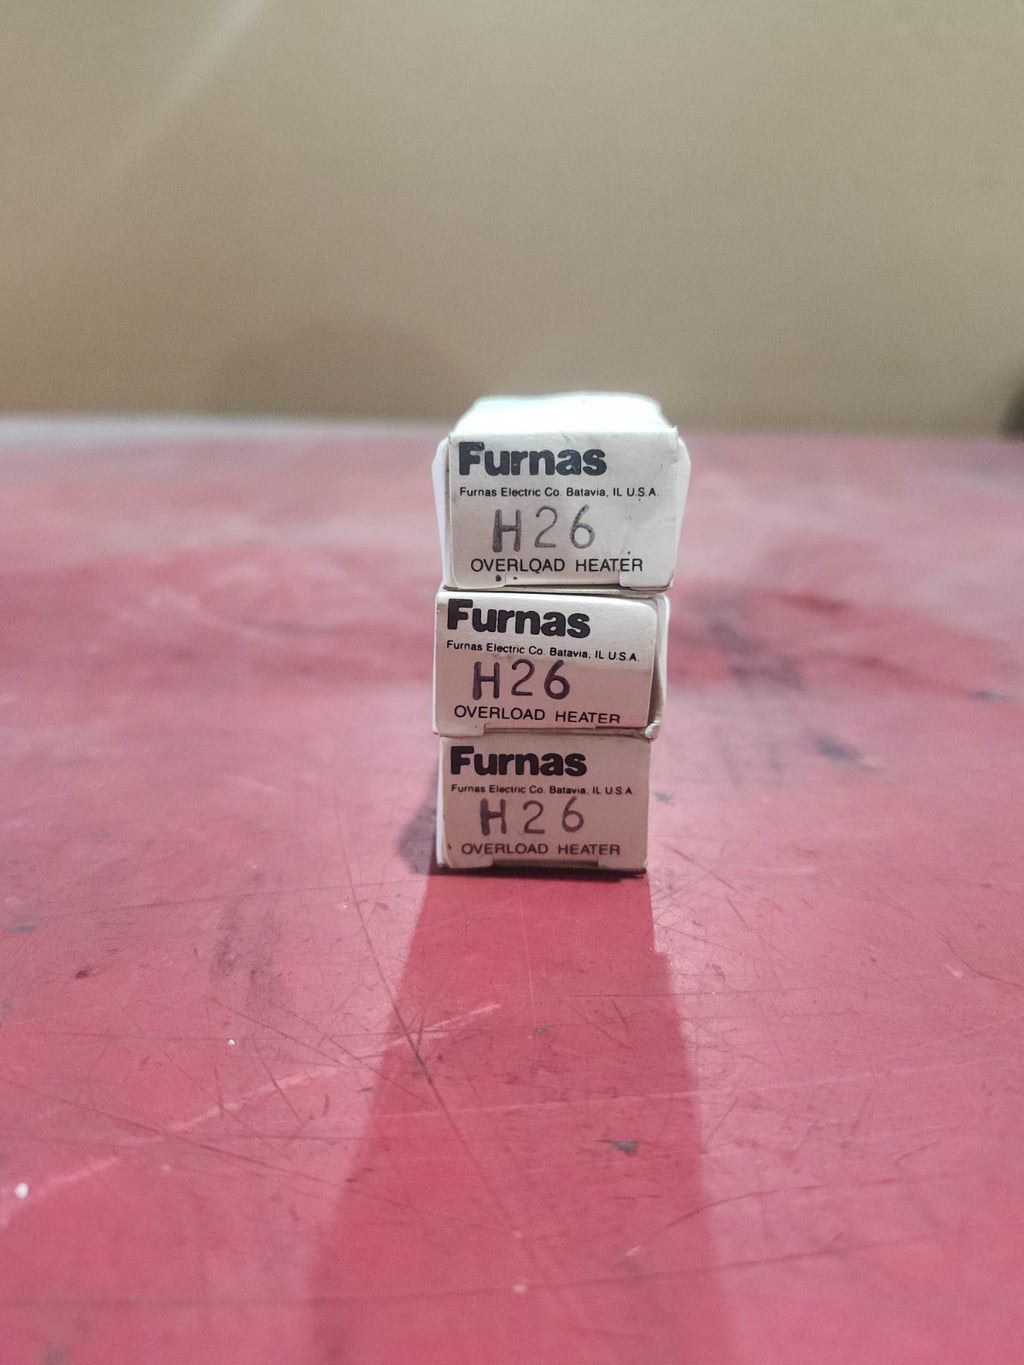 Furnas
Furnas Electric Co. Batavia, IL U.S.A.
H26
OVERLOAD HEATER
Furnas
Furnas Electric Co. Batavia, IL U.S.A.
H26
OVERLOAD HEATER
Furnas
Furnas Electric Co. Batavia, IL U.S.A.
H26
OVERLOAD HEATER